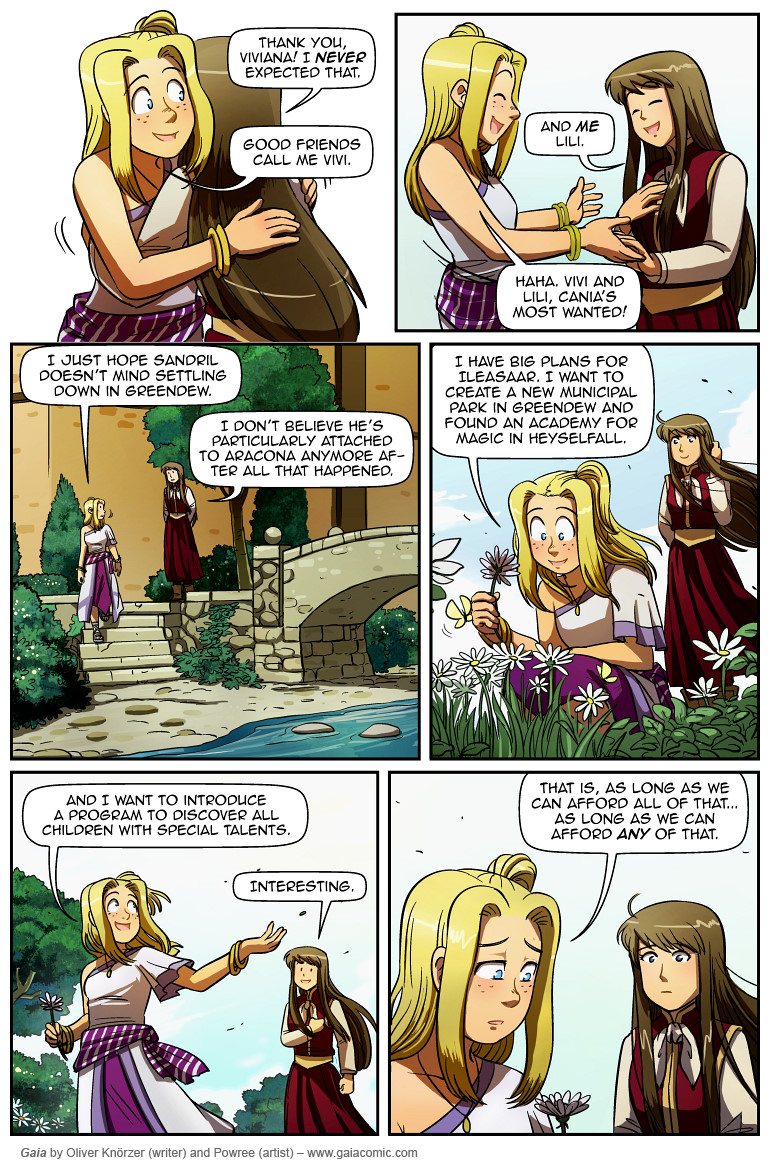 THANK YOU,
VIVIANA! I NEVER
EXPECTED THAT.
GOOD FRIENDS
CALL ME VIVI.
AND ME
LILI.
HAHA. VIVI AND
LILI, CANIA'S
MOST WANTED!
I JUST HOPE SANDRIL
DOESN'T MIND SETTLING
DOWN IN GREENDEW.
I DON'T BELIEVE HE'S
PARTICULARLY ATTACHED
TO ARACONA ANYMORE AF-
TER ALL THAT HAPPENED.
I HAVE BIG PLANS FOR
ILEASAAR. I WANT TO
CREATE A NEW MUNICIPAL
PARK IN GREENDEW AND
FOUND AN ACADEMY FOR
MAGIC IN HEYSELFALL.
AND I WANT TO INTRODUCE
A PROGRAM TO DISCOVER ALL
CHILDREN WITH SPECIAL TALENTS.
INTERESTING.
THAT IS, AS LONG AS WE
CAN AFFORD ALL OF THAT...
AS LONG AS WE CAN
AFFORD ANY OF THAT.
Gaia by Oliver Knörzer (writer) and Powree (artist) – www.gaiacomic.com